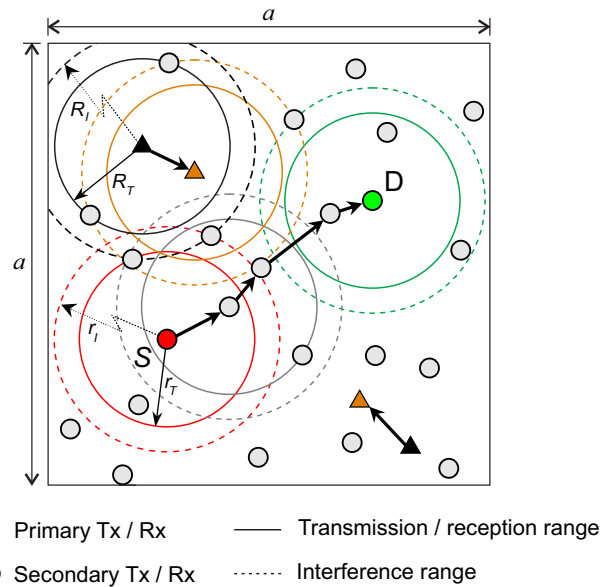 a
R_I
R_T
D
a
r_I
S
r_T
Primary Tx / Rx
Transmission / reception range
Secondary Tx / Rx
Interference range